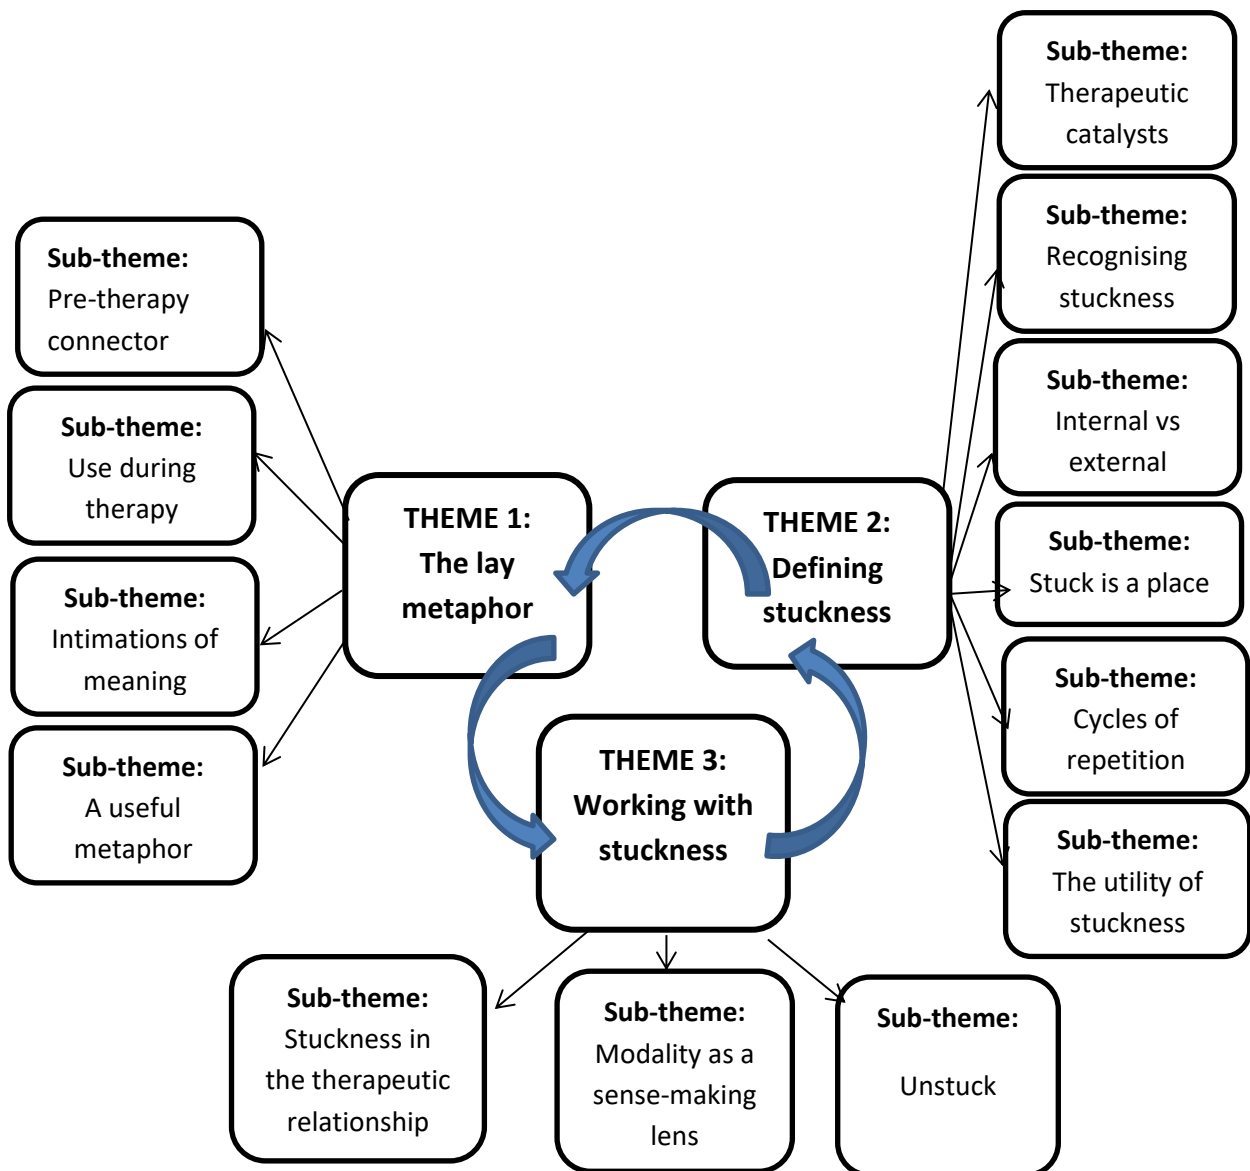 Sub-theme:
Pre-therapy
connector
Sub-theme:
Use during
therapy
Sub-theme:
Intimations of
meaning
Sub-theme:
A useful
metaphor
THEME 1:
The lay
metaphor
THEME 2:
Defining
stuckness
THEME 3:
Working with
stuckness
Sub-theme:
Therapeutic
catalysts
Sub-theme:
Recognising
stuckness
Sub-theme:
Internal vs
external
Sub-theme:
Stuck is a place
Sub-theme:
Cycles of
repetition
Sub-theme:
The utility of
stuckness
Sub-theme:
Stuckness in
the therapeutic
relationship
Sub-theme:
Modality as a
sense-making
lens
Sub-theme:
Unstuck